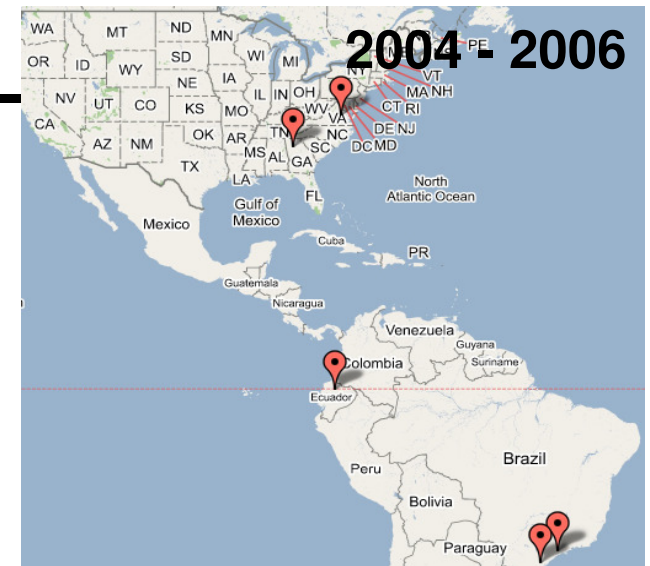 2004 - 2006
WA
MT
ND
MN
ME
PE
OR
ID
WY
SD
WI
MI
NY
VT
NE
IA
MA NH
NV
UT
CO
KS
MO
IL
IN
OH
WV
VA
CT
RI
CA
AZ
NM
OK
AR
TN
NC
DE
NJ
DC
MD
TX
MS
AL
GA
SC
LA
FL
North
Atlantic Ocean
Gulf of
Mexico
Mexico
Cuba
PR
Guatemala
Nicaragua
Venezuela
Guyana
Suriname
Colombia
Ecuador
Peru
Brazil
Bolivia
Paraguay